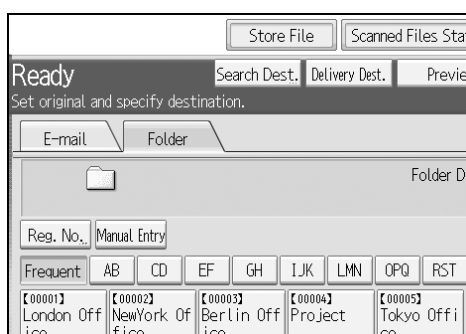 Store File Scanned Files Sta
Ready Search Dest. Delivery Dest. Previe
Set original and specify destination.
E-mail Folder
Folder D
Reg. No. Manual Entry
Frequent AB CD EF GH IJK LMN OPQ RST
【00001】 【00002】 【00003】 【00004】 【00005】
London Off NewYork Of Berlin Off Project Tokyo Offi
ice fice ice ce